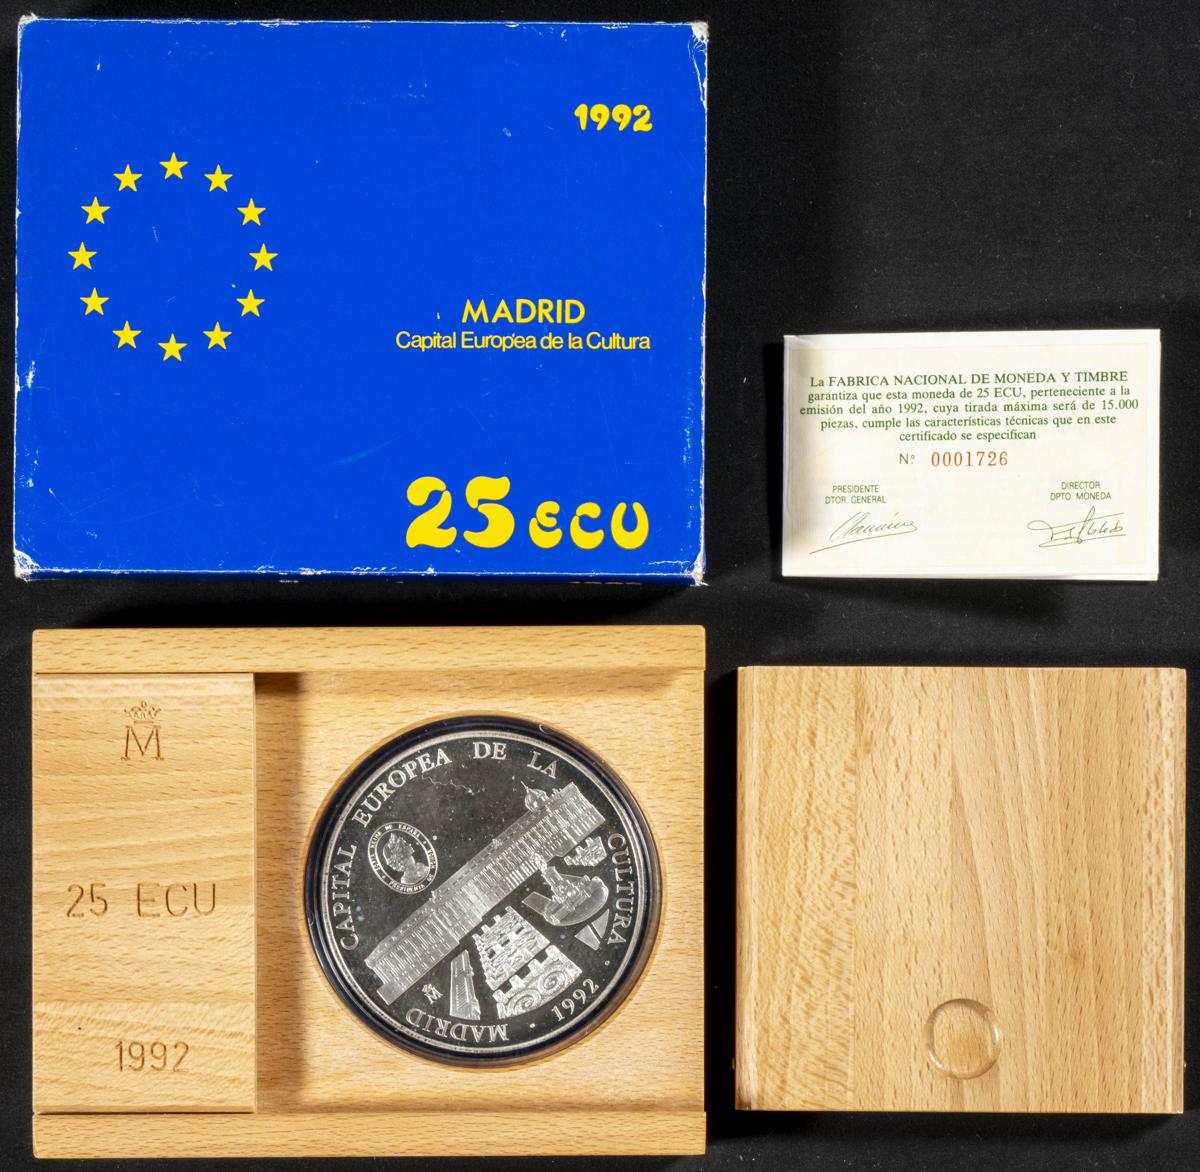 1992
MADRID
Capital Europea de la Cultura
25 ECU
La FABRICA NACIONAL DE MONEDA Y TIMBRE
garantiza que esta moneda de 25 ECU, perteneciente a la
emisión del año 1992, cuya tirada máxima será de 15.000
piezas, cumple las características técnicas que en este
certificado se especifican
Nº 0001726
PRESIDENTE
DTOR. GENERAL
DIRECTOR
DPTO. MONEDA
M
25 ECU
1992
CAPITAL EUROPEA DE LA CULTURA
MADRID · 1992 ·
M